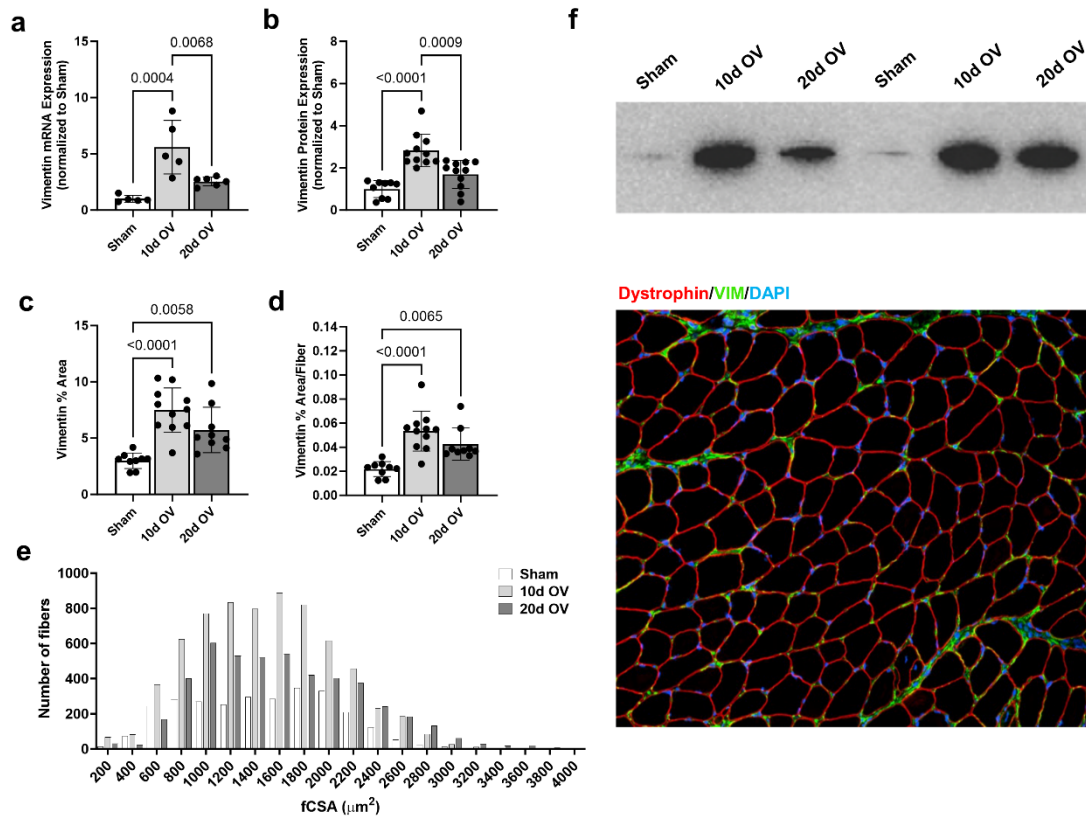 a
Vimentin mRNA Expression
(normalized to Sham)
15
10
5
0
0.0004
0.0068
Sham
10d OV
20d OV
b
Vimentin Protein Expression
(normalized to Sham)
8
6
4
2
0
<0.0001
0.0009
Sham
10d OV
20d OV
c
Vimentin % Area
15
10
5
0
<0.0001
0.0058
Sham
10d OV
20d OV
d
Vimentin % Area/Fiber
0.14
0.12
0.10
0.08
0.06
0.04
0.02
0.00
<0.0001
0.0065
Sham
10d OV
20d OV
e
Number of fibers
1000
800
600
400
200
0
Sham
10d OV
20d OV
200 400 600 800 1000 1200 1400 1600 1800 2000 2200 2400 2600 2800 3000 3200 3400 3600 3800 4000
fCSA (μm²)
f
Sham 10d OV 20d OV Sham 10d OV 20d OV
Dystrophin/VIM/DAPI